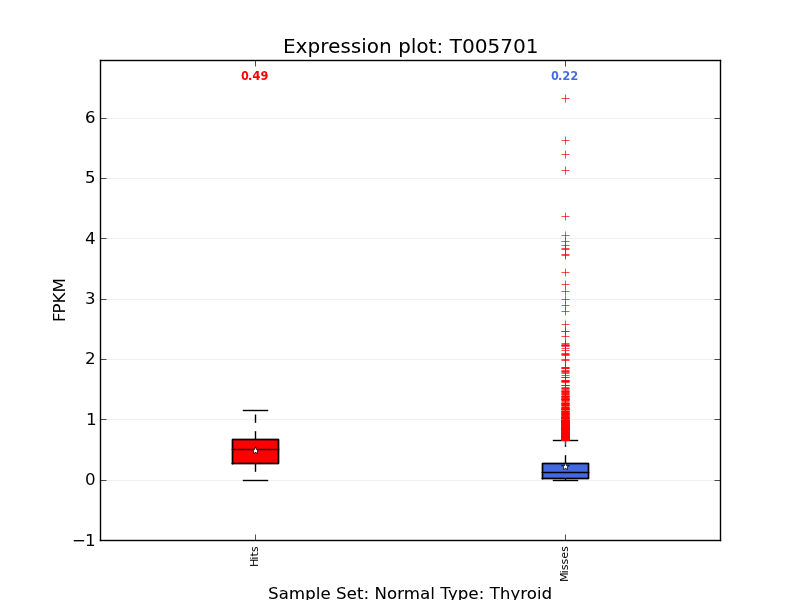 Expression plot: T005701
0.49
0.22
6
5
4
3
2
1
0
−1
FPKM
Hits
Misses
Sample Set: Normal Type: Thyroid